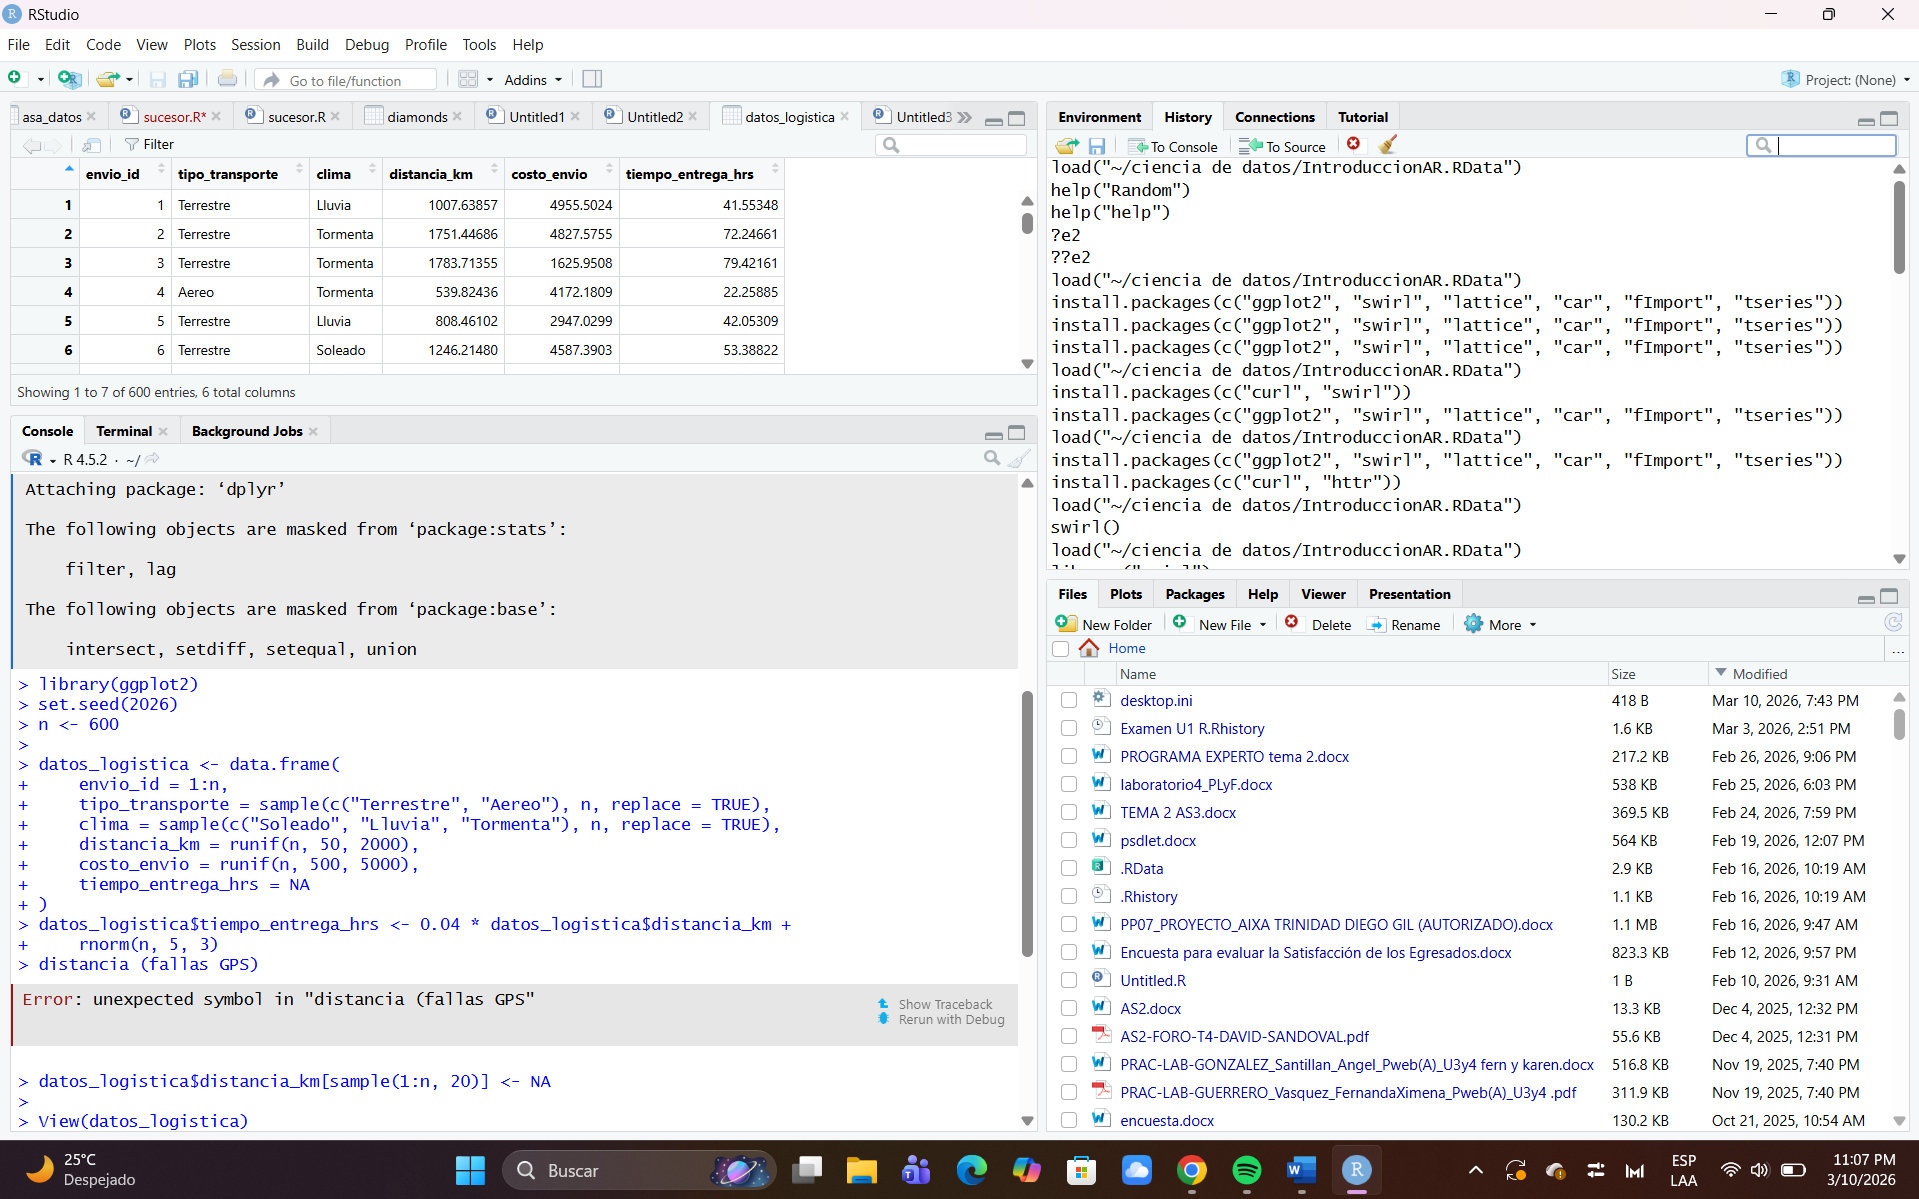 RStudio
File Edit Code View Plots Session Build Debug Profile Tools Help
Go to file/function Addins Project: (None)
asa_datos sucesor.R* sucesor.R diamonds Untitled1 Untitled2 datos_logistica Untitled3
Filter
envio_id tipo_transporte clima distancia_km costo_envio tiempo_entrega_hrs
1 1 Terrestre Lluvia 1007.63857 4955.5024 41.55348
2 2 Terrestre Tormenta 1751.44686 4827.5755 72.24661
3 3 Terrestre Tormenta 1783.71355 1625.9508 79.42161
4 4 Aereo Tormenta 539.82436 4172.1809 22.25885
5 5 Terrestre Lluvia 808.46102 2947.0299 42.05309
6 6 Terrestre Soleado 1246.21480 4587.3903 53.38822
Showing 1 to 7 of 600 entries, 6 total columns
Console Terminal Background Jobs
R 4.5.2 · ~/
Attaching package: ‘dplyr’
The following objects are masked from ‘package:stats’:
filter, lag
The following objects are masked from ‘package:base’:
intersect, setdiff, setequal, union
> library(ggplot2)
> set.seed(2026)
> n <- 600
>
> datos_logistica <- data.frame(
+ envio_id = 1:n,
+ tipo_transporte = sample(c("Terrestre", "Aereo"), n, replace = TRUE),
+ clima = sample(c("Soleado", "Lluvia", "Tormenta"), n, replace = TRUE),
+ distancia_km = runif(n, 50, 2000),
+ costo_envio = runif(n, 500, 5000),
+ tiempo_entrega_hrs = NA
+ )
> datos_logistica$tiempo_entrega_hrs <- 0.04 * datos_logistica$distancia_km +
+ rnorm(n, 5, 3)
> distancia (fallas GPS)
Error: unexpected symbol in "distancia (fallas GPS"
Show Traceback
Rerun with Debug
> datos_logistica$distancia_km[sample(1:n, 20)] <- NA
>
> View(datos_logistica)
Environment History Connections Tutorial
To Console To Source
load("~/ciencia de datos/IntroduccionAR.RData")
help("Random")
help("help")
?e2
??e2
load("~/ciencia de datos/IntroduccionAR.RData")
install.packages(c("ggplot2", "swirl", "lattice", "car", "fImport", "tseries"))
install.packages(c("ggplot2", "swirl", "lattice", "car", "fImport", "tseries"))
install.packages(c("ggplot2", "swirl", "lattice", "car", "fImport", "tseries"))
load("~/ciencia de datos/IntroduccionAR.RData")
install.packages(c("curl", "swirl"))
install.packages(c("ggplot2", "swirl", "lattice", "car", "fImport", "tseries"))
load("~/ciencia de datos/IntroduccionAR.RData")
install.packages(c("ggplot2", "swirl", "lattice", "car", "fImport", "tseries"))
install.packages(c("curl", "httr"))
load("~/ciencia de datos/IntroduccionAR.RData")
swirl()
load("~/ciencia de datos/IntroduccionAR.RData")
Files Plots Packages Help Viewer Presentation
New Folder New File Delete Rename More
Home ...
Name Size Modified
desktop.ini 418 B Mar 10, 2026, 7:43 PM
Examen U1 R.Rhistory 1.6 KB Mar 3, 2026, 2:51 PM
PROGRAMA EXPERTO tema 2.docx 217.2 KB Feb 26, 2026, 9:06 PM
laboratorio4_PLyF.docx 538 KB Feb 25, 2026, 6:03 PM
TEMA 2 AS3.docx 369.5 KB Feb 24, 2026, 7:59 PM
psdlet.docx 564 KB Feb 19, 2026, 12:07 PM
.RData 2.9 KB Feb 16, 2026, 10:19 AM
.Rhistory 1.1 KB Feb 16, 2026, 10:19 AM
PP07_PROYECTO_AIXA TRINIDAD DIEGO GIL (AUTORIZADO).docx 1.1 MB Feb 16, 2026, 9:47 AM
Encuesta para evaluar la Satisfacción de los Egresados.docx 823.3 KB Feb 12, 2026, 9:57 PM
Untitled.R 1 B Feb 10, 2026, 9:31 AM
AS2.docx 13.3 KB Dec 4, 2025, 12:32 PM
AS2-FORO-T4-DAVID-SANDOVAL.pdf 55.6 KB Dec 4, 2025, 12:31 PM
PRAC-LAB-GONZALEZ_Santillan_Angel_Pweb(A)_U3y4 fern y karen.docx 516.8 KB Nov 19, 2025, 7:40 PM
PRAC-LAB-GUERRERO_Vasquez_FernandaXimena_Pweb(A)_U3y4 .pdf 311.9 KB Nov 19, 2025, 7:40 PM
encuesta.docx 130.2 KB Oct 21, 2025, 10:54 AM
25°C
Despejado
Buscar
ESP
LAA
11:07 PM
3/10/2026